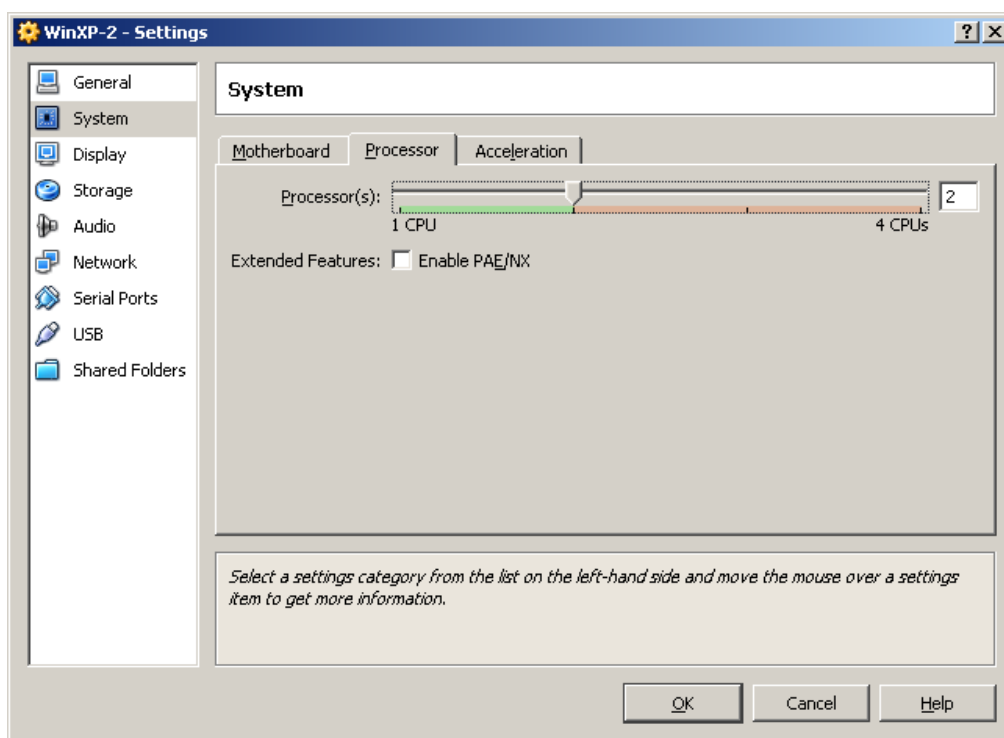 WinXP-2 - Settings
General
System
Display
Storage
Audio
Network
Serial Ports
USB
Shared Folders
System
Motherboard Processor Acceleration
Processor(s): 2
1 CPU 4 CPUs
Extended Features: Enable PAE/NX
Select a settings category from the list on the left-hand side and move the mouse over a settings
item to get more information.
OK Cancel Help